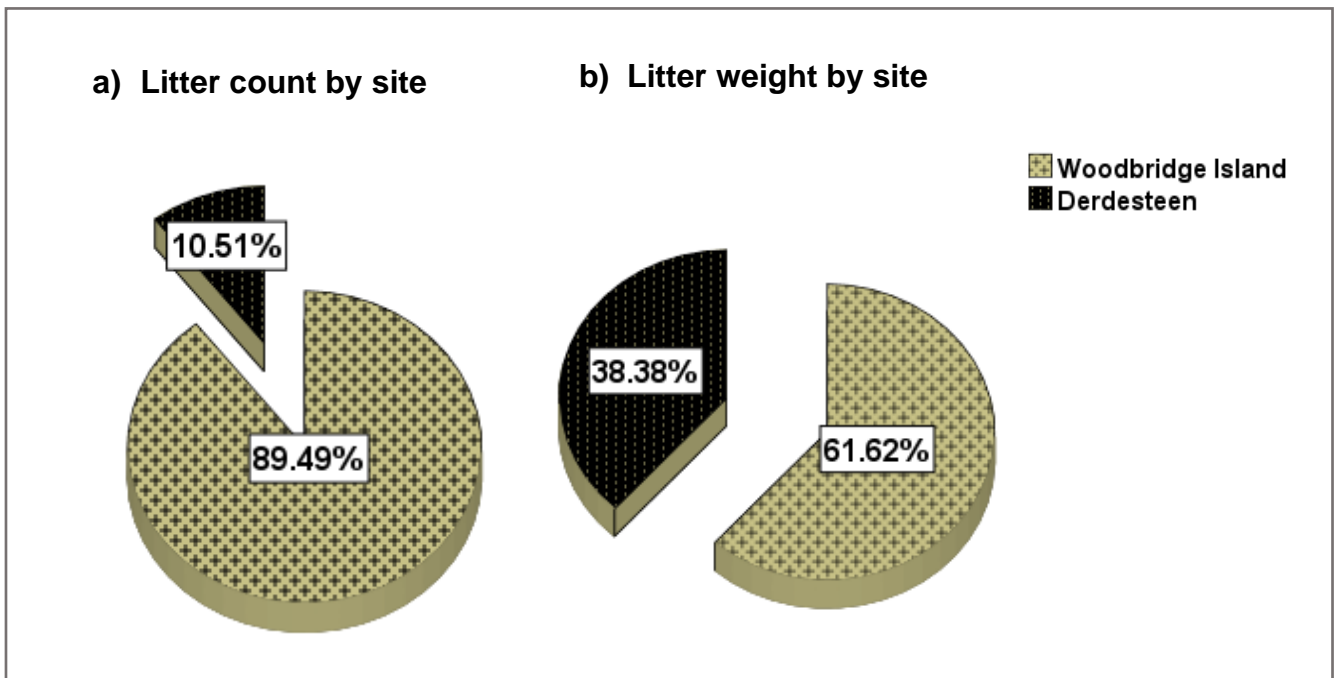 a) Litter count by site
b) Litter weight by site
Woodbridge Island
Derdesteen
10.51%
89.49%
38.38%
61.62%